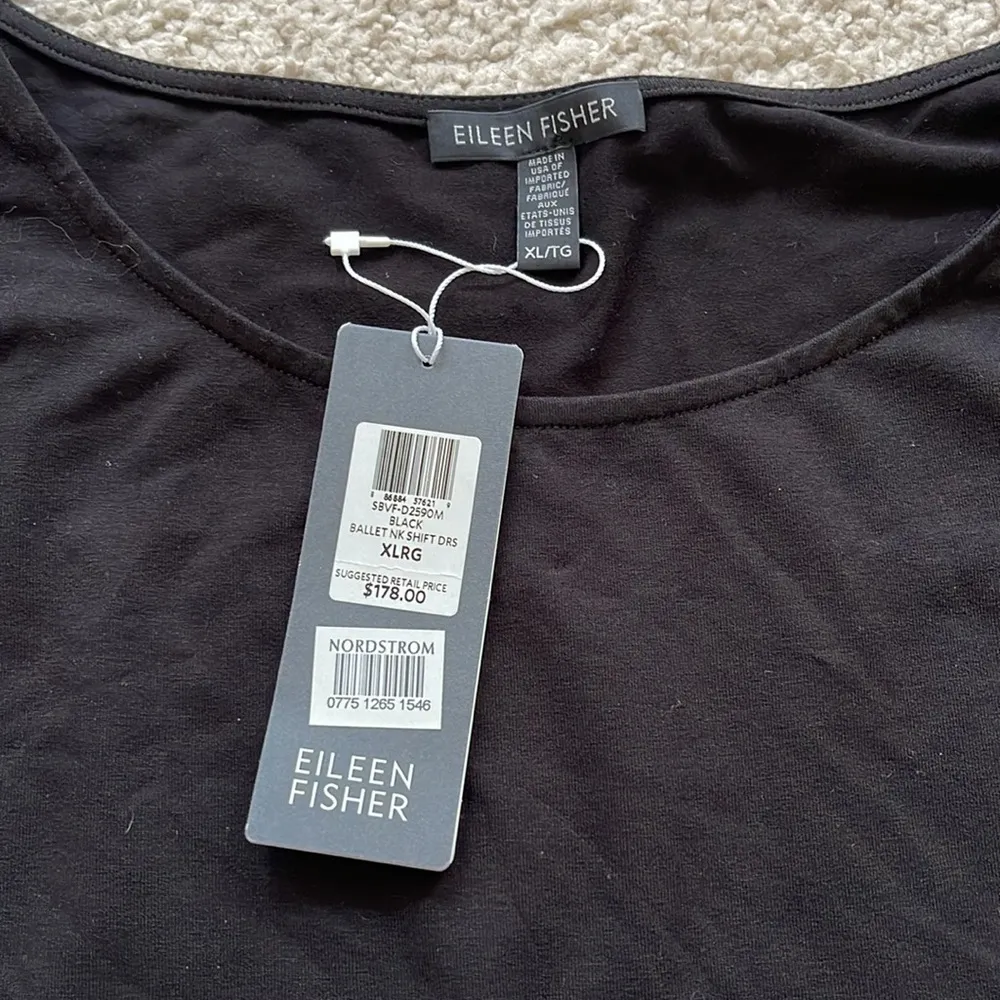 EILEEN FISHER
MADE IN
USA OF
IMPORTED
FABRIC/
FABRIQUÉ
AUX
ÉTATS-UNIS
DE TISSUS
IMPORTÉS
XL/TG
8 86884 57621 9
SBVF-D2590M
BLACK
BALLET NK SHIFT DRS
XLRG
SUGGESTED RETAIL PRICE
$178.00
NORDSTROM
0775 1265 1546
EILEEN
FISHER